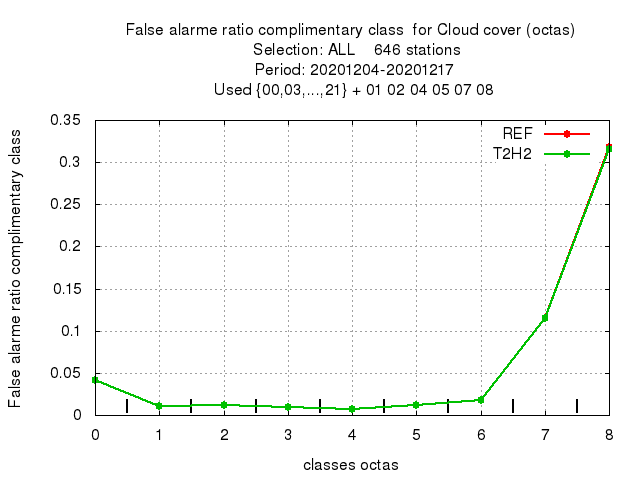 False alarme ratio complimentary class  for Cloud cover (octas)
Selection: ALL    646 stations
Period: 20201204-20201217
Used {00,03,...,21} + 01 02 04 05 07 08
False alarme ratio complimentary class
0.35
0.3
0.25
0.2
0.15
0.1
0.05
0
REF
T2H2
0 1 2 3 4 5 6 7 8
classes octas